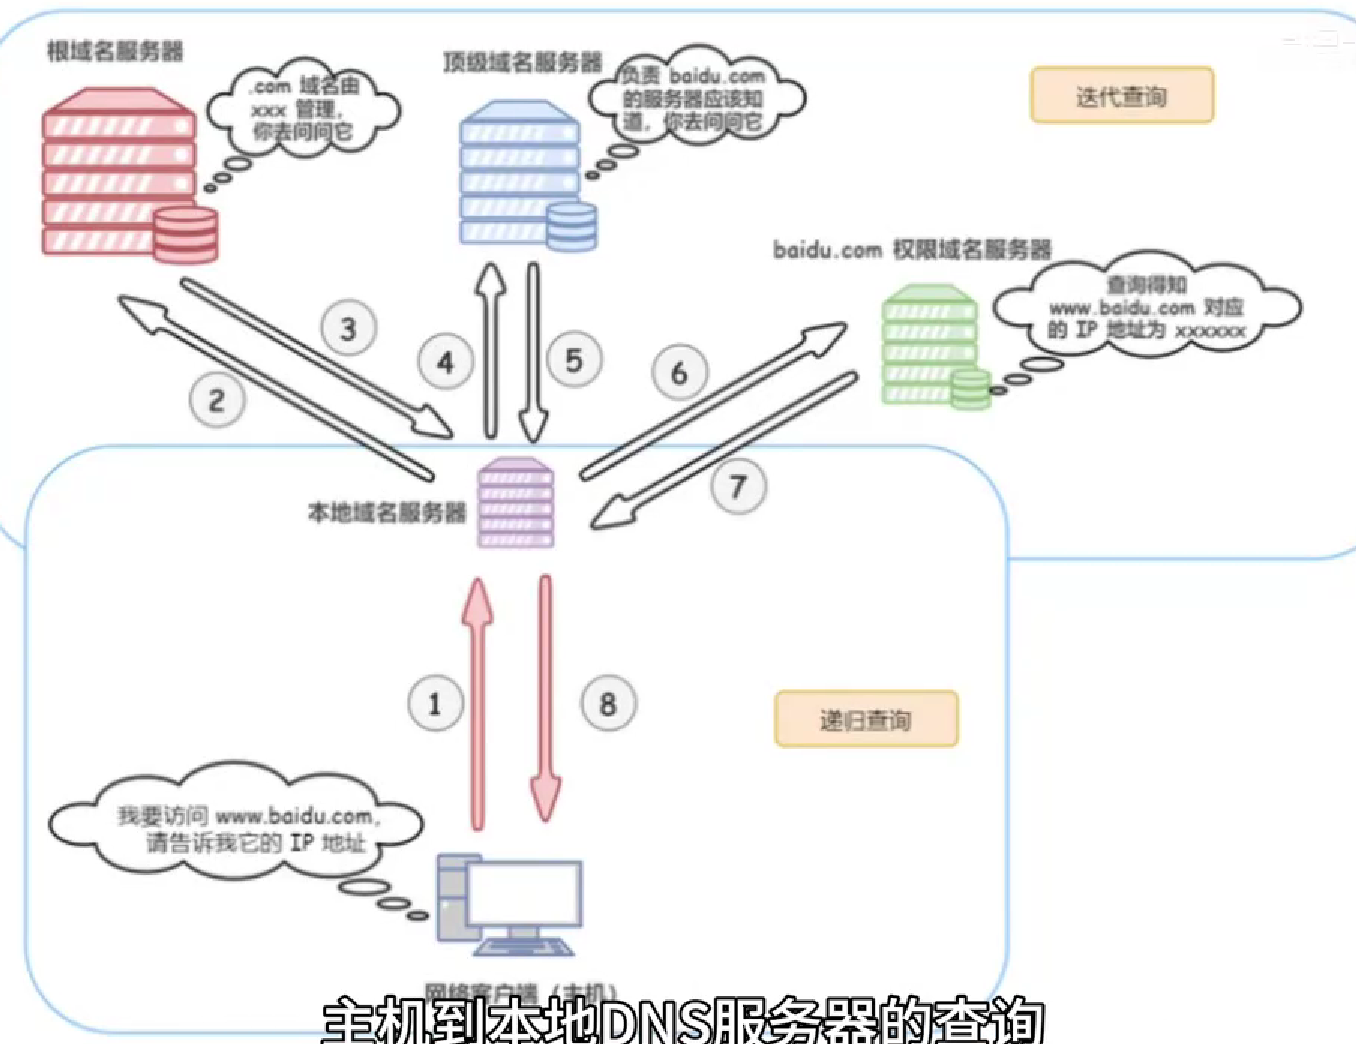 根域名服务器
.com 域名由
xxx 管理，
你去问问它
顶级域名服务器
负责 baidu.com
的服务器应该知
道，你去问问它
迭代查询
baidu.com 权限域名服务器
查询得知
www.baidu.com 对应
的 IP 地址为 xxxxxx
3
4
5
6
2
7
本地域名服务器
1
8
递归查询
我要访问 www.baidu.com，
请告诉我它的 IP 地址
网络客户端（主机）
主机到本地DNS服务器的查询